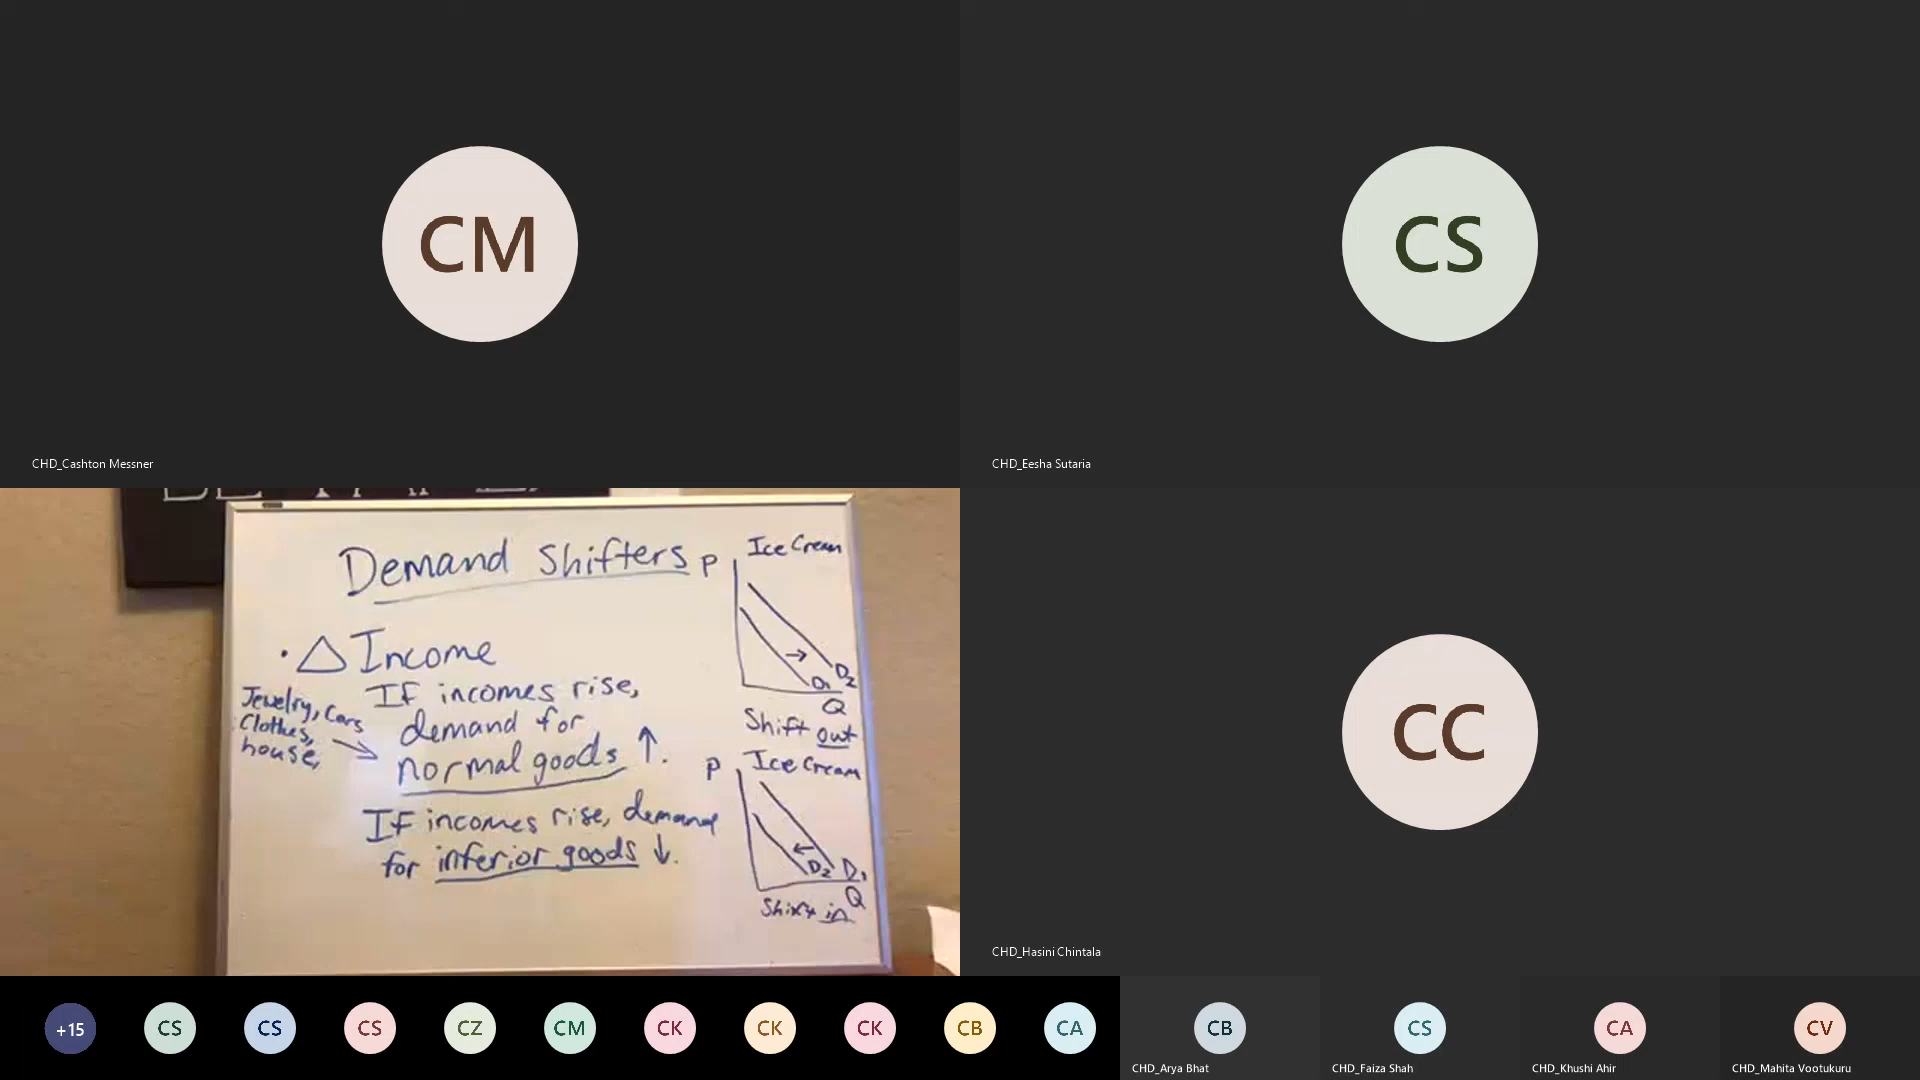 CM
CS
CHD_Cashton Messner
CHD_Eesha Sutaria
Demand Shifters
• △ Income
If incomes rise,
demand for
normal goods ↑.
Jewelry, Cars
Clothes,
house,
If incomes rise, demand
for inferior goods ↓.
P
Ice Cream
D₁
D₂
Q
Shift out
P
Ice Cream
D₂
D₁
Q
Shift in
CC
CHD_Hasini Chintala
+15
CS
CS
CS
CZ
CM
CK
CK
CK
CB
CA
CB
CHD_Arya Bhat
CS
CHD_Faiza Shah
CA
CHD_Khushi Ahir
CV
CHD_Mahita Vootukuru